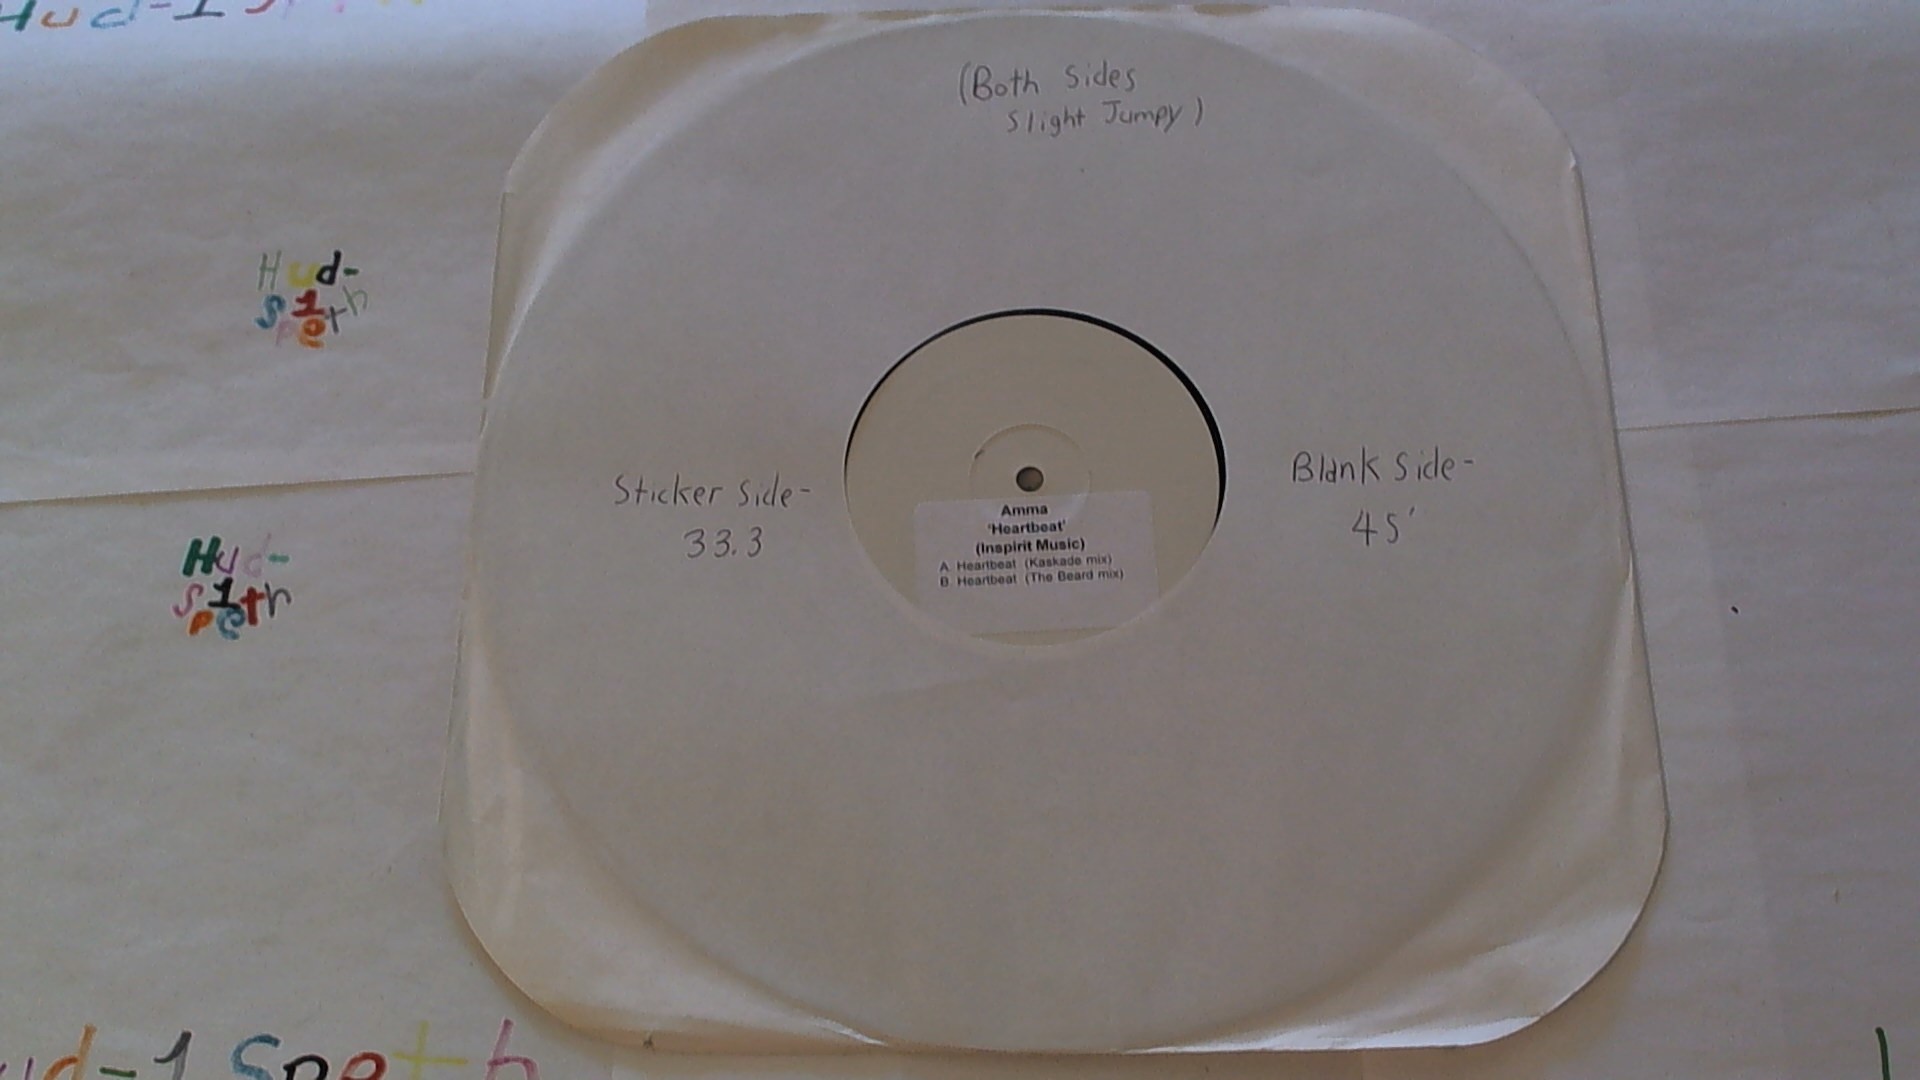 (Both Sides
Slight Jumpy)
Hud-
1
Speth
Sticker Side-
33.3
Blank Side-
45'
Amma
'Heartbeat'
(Inspirit Music)
A. Heartbeat (Kaskade mix)
B. Heartbeat (The Beard mix)
Hud-
1
Speth
Hud-1 Speth